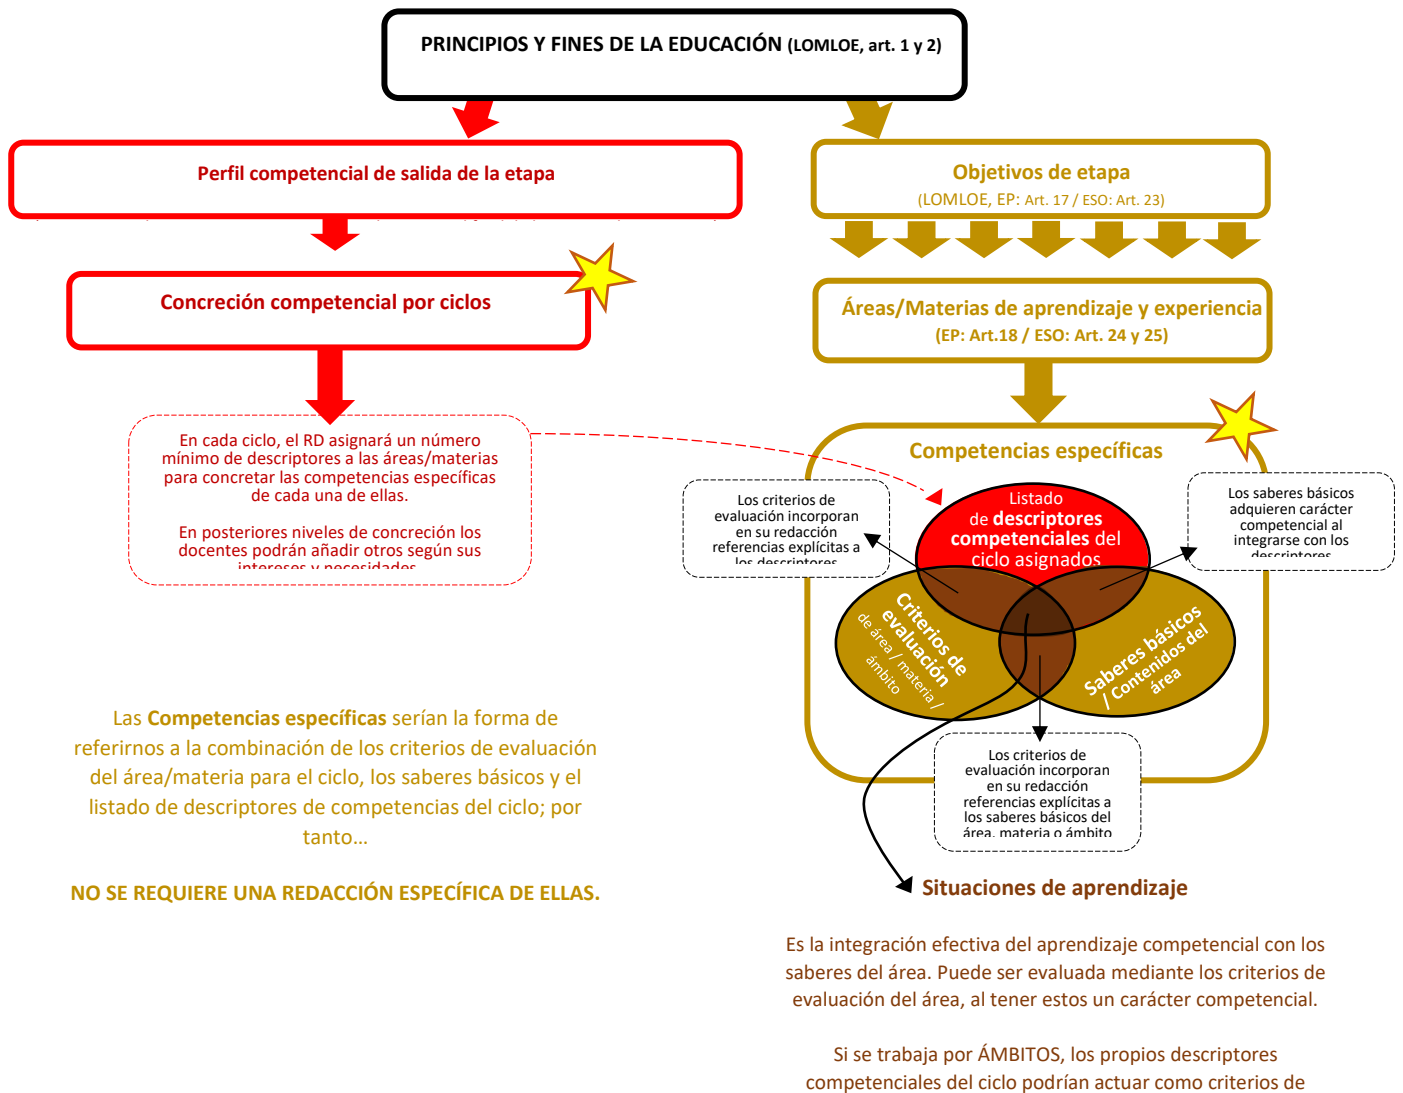 PRINCIPIOS Y FINES DE LA EDUCACIÓN (LOMLOE, art. 1 y 2)
Perfil competencial de salida de la etapa
Objetivos de etapa
(LOMLOE, EP: Art. 17 / ESO: Art. 23)
Concreción competencial por ciclos
Áreas/Materias de aprendizaje y experiencia
(EP: Art.18 / ESO: Art. 24 y 25)
En cada ciclo, el RD asignará un número
mínimo de descriptores a las áreas/materias
para concretar las competencias específicas
de cada una de ellas.
En posteriores niveles de concreción los
docentes podrán añadir otros según sus
intereses y necesidades
Competencias específicas
Los criterios de
evaluación incorporan
en su redacción
referencias explícitas a
los descriptores
Listado
de descriptores
competenciales del
ciclo asignados
Los saberes básicos
adquieren carácter
competencial al
integrarse con los
descriptores
Criterios de
evaluación
de área / materia /
ámbito
Saberes básicos
/ Contenidos del
área
Los criterios de
evaluación incorporan
en su redacción
referencias explícitas a
los saberes básicos del
área, materia o ámbito
Las Competencias específicas serían la forma de
referirnos a la combinación de los criterios de evaluación
del área/materia para el ciclo, los saberes básicos y el
listado de descriptores de competencias del ciclo; por
tanto…
NO SE REQUIERE UNA REDACCIÓN ESPECÍFICA DE ELLAS.
Situaciones de aprendizaje
Es la integración efectiva del aprendizaje competencial con los
saberes del área. Puede ser evaluada mediante los criterios de
evaluación del área, al tener estos un carácter competencial.
Si se trabaja por ÁMBITOS, los propios descriptores
competenciales del ciclo podrían actuar como criterios de